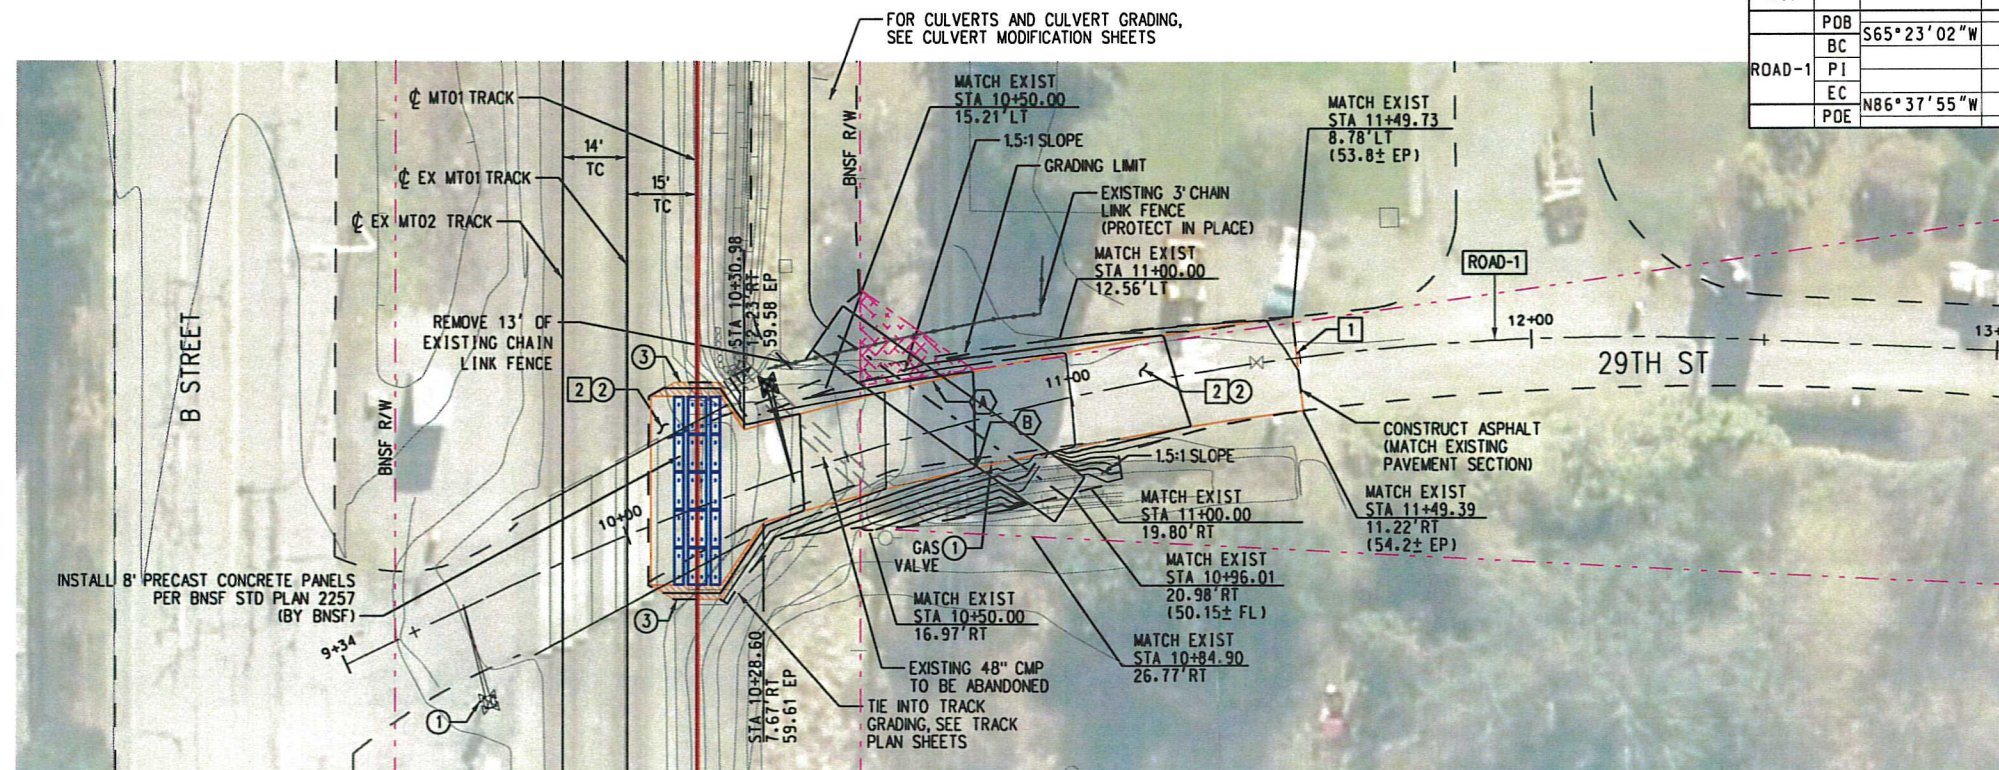 FOR CULVERTS AND CULVERT GRADING,
SEE CULVERT MODIFICATION SHEETS
POB
S65°23'02"W
BC
ROAD-1
PI
EC
N86°37'55"W
POE
℄ MT01 TRACK
14'
TC
℄ EX MT01 TRACK
15'
TC
℄ EX MT02 TRACK
BNSF R/W
MATCH EXIST
STA 10+50.00
15.21'LT
1.5:1 SLOPE
GRADING LIMIT
EXISTING 3' CHAIN
LINK FENCE
(PROTECT IN PLACE)
MATCH EXIST
STA 11+00.00
12.56'LT
MATCH EXIST
STA 11+49.73
8.78'LT
(53.8± EP)
ROAD-1
12+00
13+
29TH ST
1
STA 10+30.98
12.23'RT
59.58 EP
REMOVE 13' OF
EXISTING CHAIN
LINK FENCE
3
2 2
B STREET
BNSF R/W
11+00
A
B
2 2
10+00
CONSTRUCT ASPHALT
(MATCH EXISTING
PAVEMENT SECTION)
1.5:1 SLOPE
MATCH EXIST
STA 11+49.39
11.22'RT
(54.2± EP)
MATCH EXIST
STA 11+00.00
19.80'RT
GAS 1
VALVE
MATCH EXIST
STA 10+96.01
20.98'RT
(50.15± FL)
MATCH EXIST
STA 10+84.90
26.77'RT
MATCH EXIST
STA 10+50.00
16.97'RT
INSTALL 8' PRECAST CONCRETE PANELS
PER BNSF STD PLAN 2257
(BY BNSF)
9+34
3
1
STA 10+28.60
7.67'RT
59.61 EP
EXISTING 48" CMP
TO BE ABANDONED
TIE INTO TRACK
GRADING, SEE TRACK
PLAN SHEETS